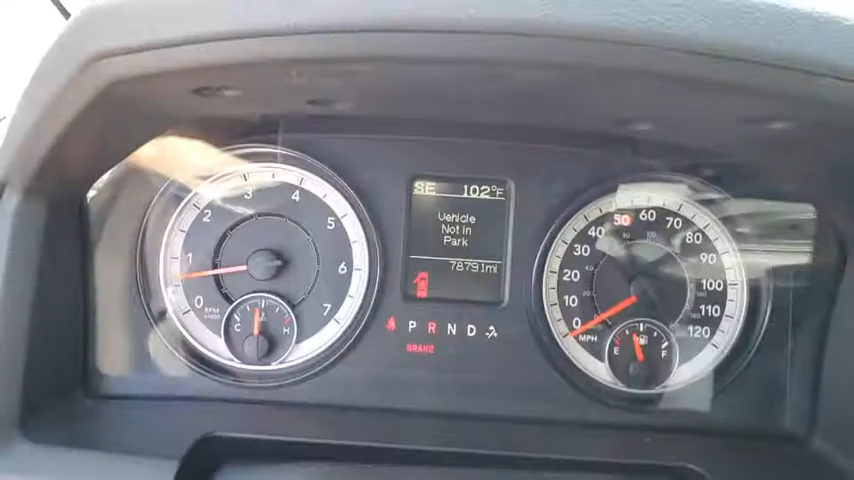 SE 102°F
Vehicle
Not in
Park
78791mi
0 1 2 3 4 5 6 7
RPM
x1000
C H
P R N D
BRAKE
0 10 20 30 40 50 60 70 80 90 100 110 120
MPH
E F